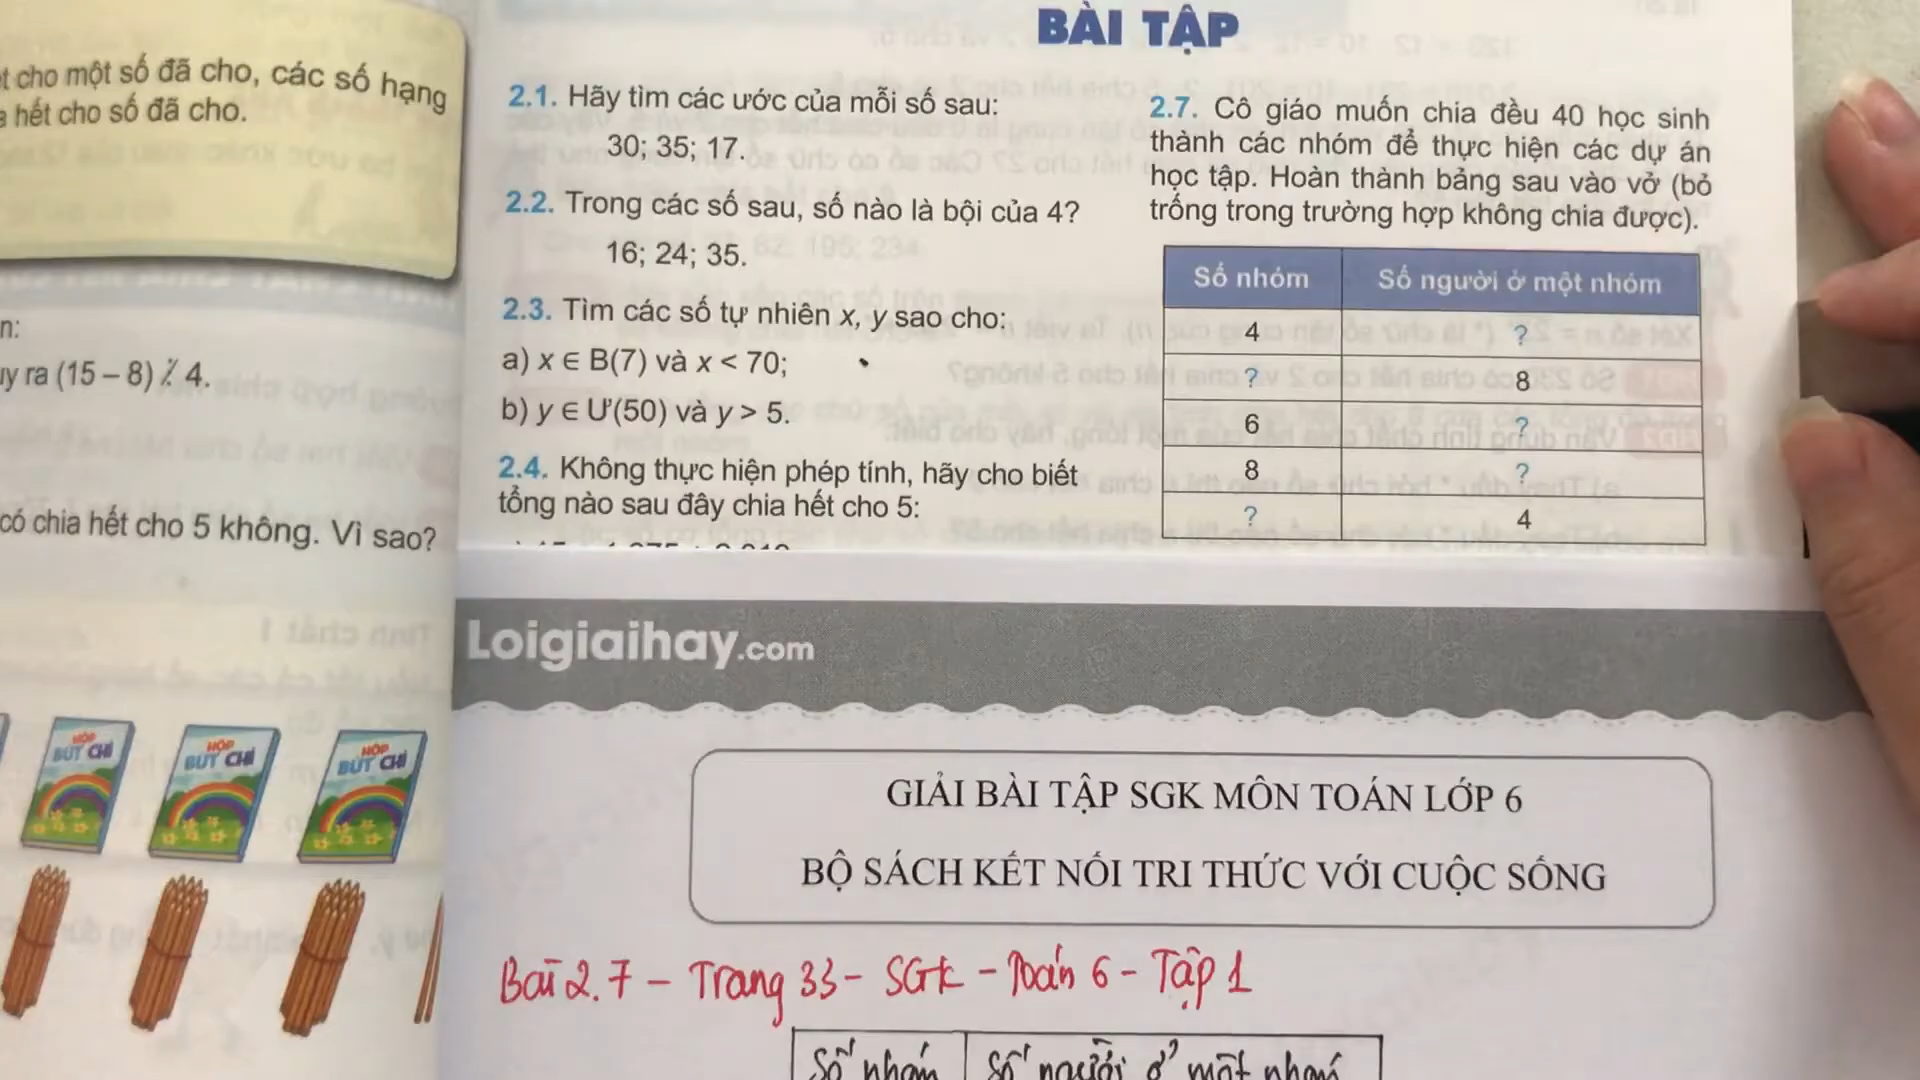 t cho một số đã cho, các số hạng
hết cho số đã cho.
n:
uy ra (15 – 8) ⋮̸ 4.
có chia hết cho 5 không. Vì sao?
HỘP
BÚT CHÌ
HỘP
BÚT CHÌ
HỘP
BÚT CHÌ
BÀI TẬP
2.1. Hãy tìm các ước của mỗi số sau:
30; 35; 17.
2.2. Trong các số sau, số nào là bội của 4?
16; 24; 35.
2.3. Tìm các số tự nhiên x, y sao cho:
a) x ∈ B(7) và x < 70;
b) y ∈ Ư(50) và y > 5.
2.4. Không thực hiện phép tính, hãy cho biết
tổng nào sau đây chia hết cho 5:
2.7. Cô giáo muốn chia đều 40 học sinh
thành các nhóm để thực hiện các dự án
học tập. Hoàn thành bảng sau vào vở (bỏ
trống trong trường hợp không chia được).
Số nhóm Số người ở một nhóm
4 ?
? 8
6 ?
8 ?
? 4
Loigiaihay.com
GIẢI BÀI TẬP SGK MÔN TOÁN LỚP 6
BỘ SÁCH KẾT NỐI TRI THỨC VỚI CUỘC SỐNG
Bài 2.7 – Trang 33 – SGK – Toán 6 – Tập 1
Số nhóm Số người ở một nhóm